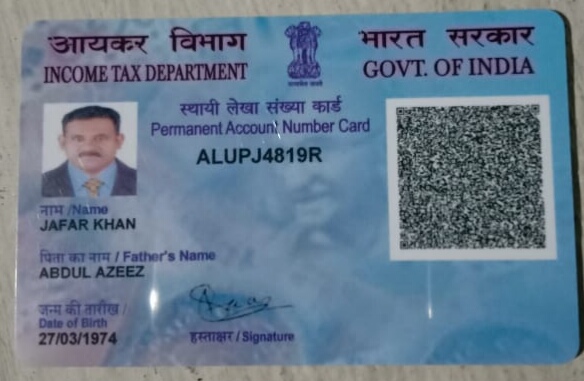 आयकर विभाग
INCOME TAX DEPARTMENT
भारत सरकार
GOVT. OF INDIA
स्थायी लेखा संख्या कार्ड
Permanent Account Number Card
ALUPJ4819R
नाम /Name
JAFAR KHAN
पिता का नाम / Father's Name
ABDUL AZEEZ
जन्म की तारीख /
Date of Birth
27/03/1974
हस्ताक्षर / Signature